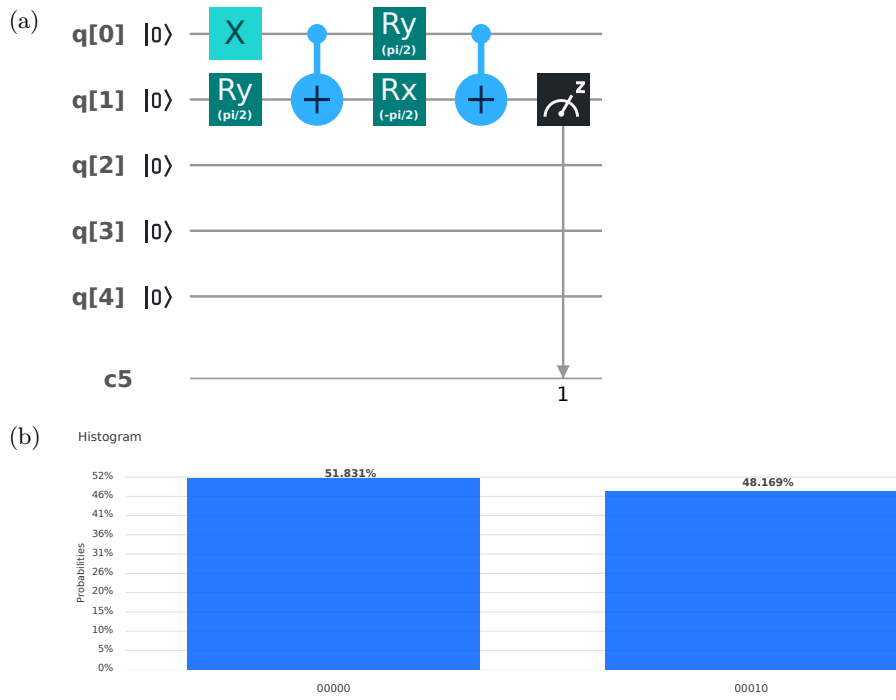 (a)
q[0] |0⟩ X Ry (pi/2)
q[1] |0⟩ Ry (pi/2) + Rx (-pi/2) + z
q[2] |0⟩
q[3] |0⟩
q[4] |0⟩
c5
1
(b) Histogram
52% 51.831%
48.169%
46%
41%
36%
31%
26%
20%
15%
10%
5%
0%
Probabilities
00000 00010